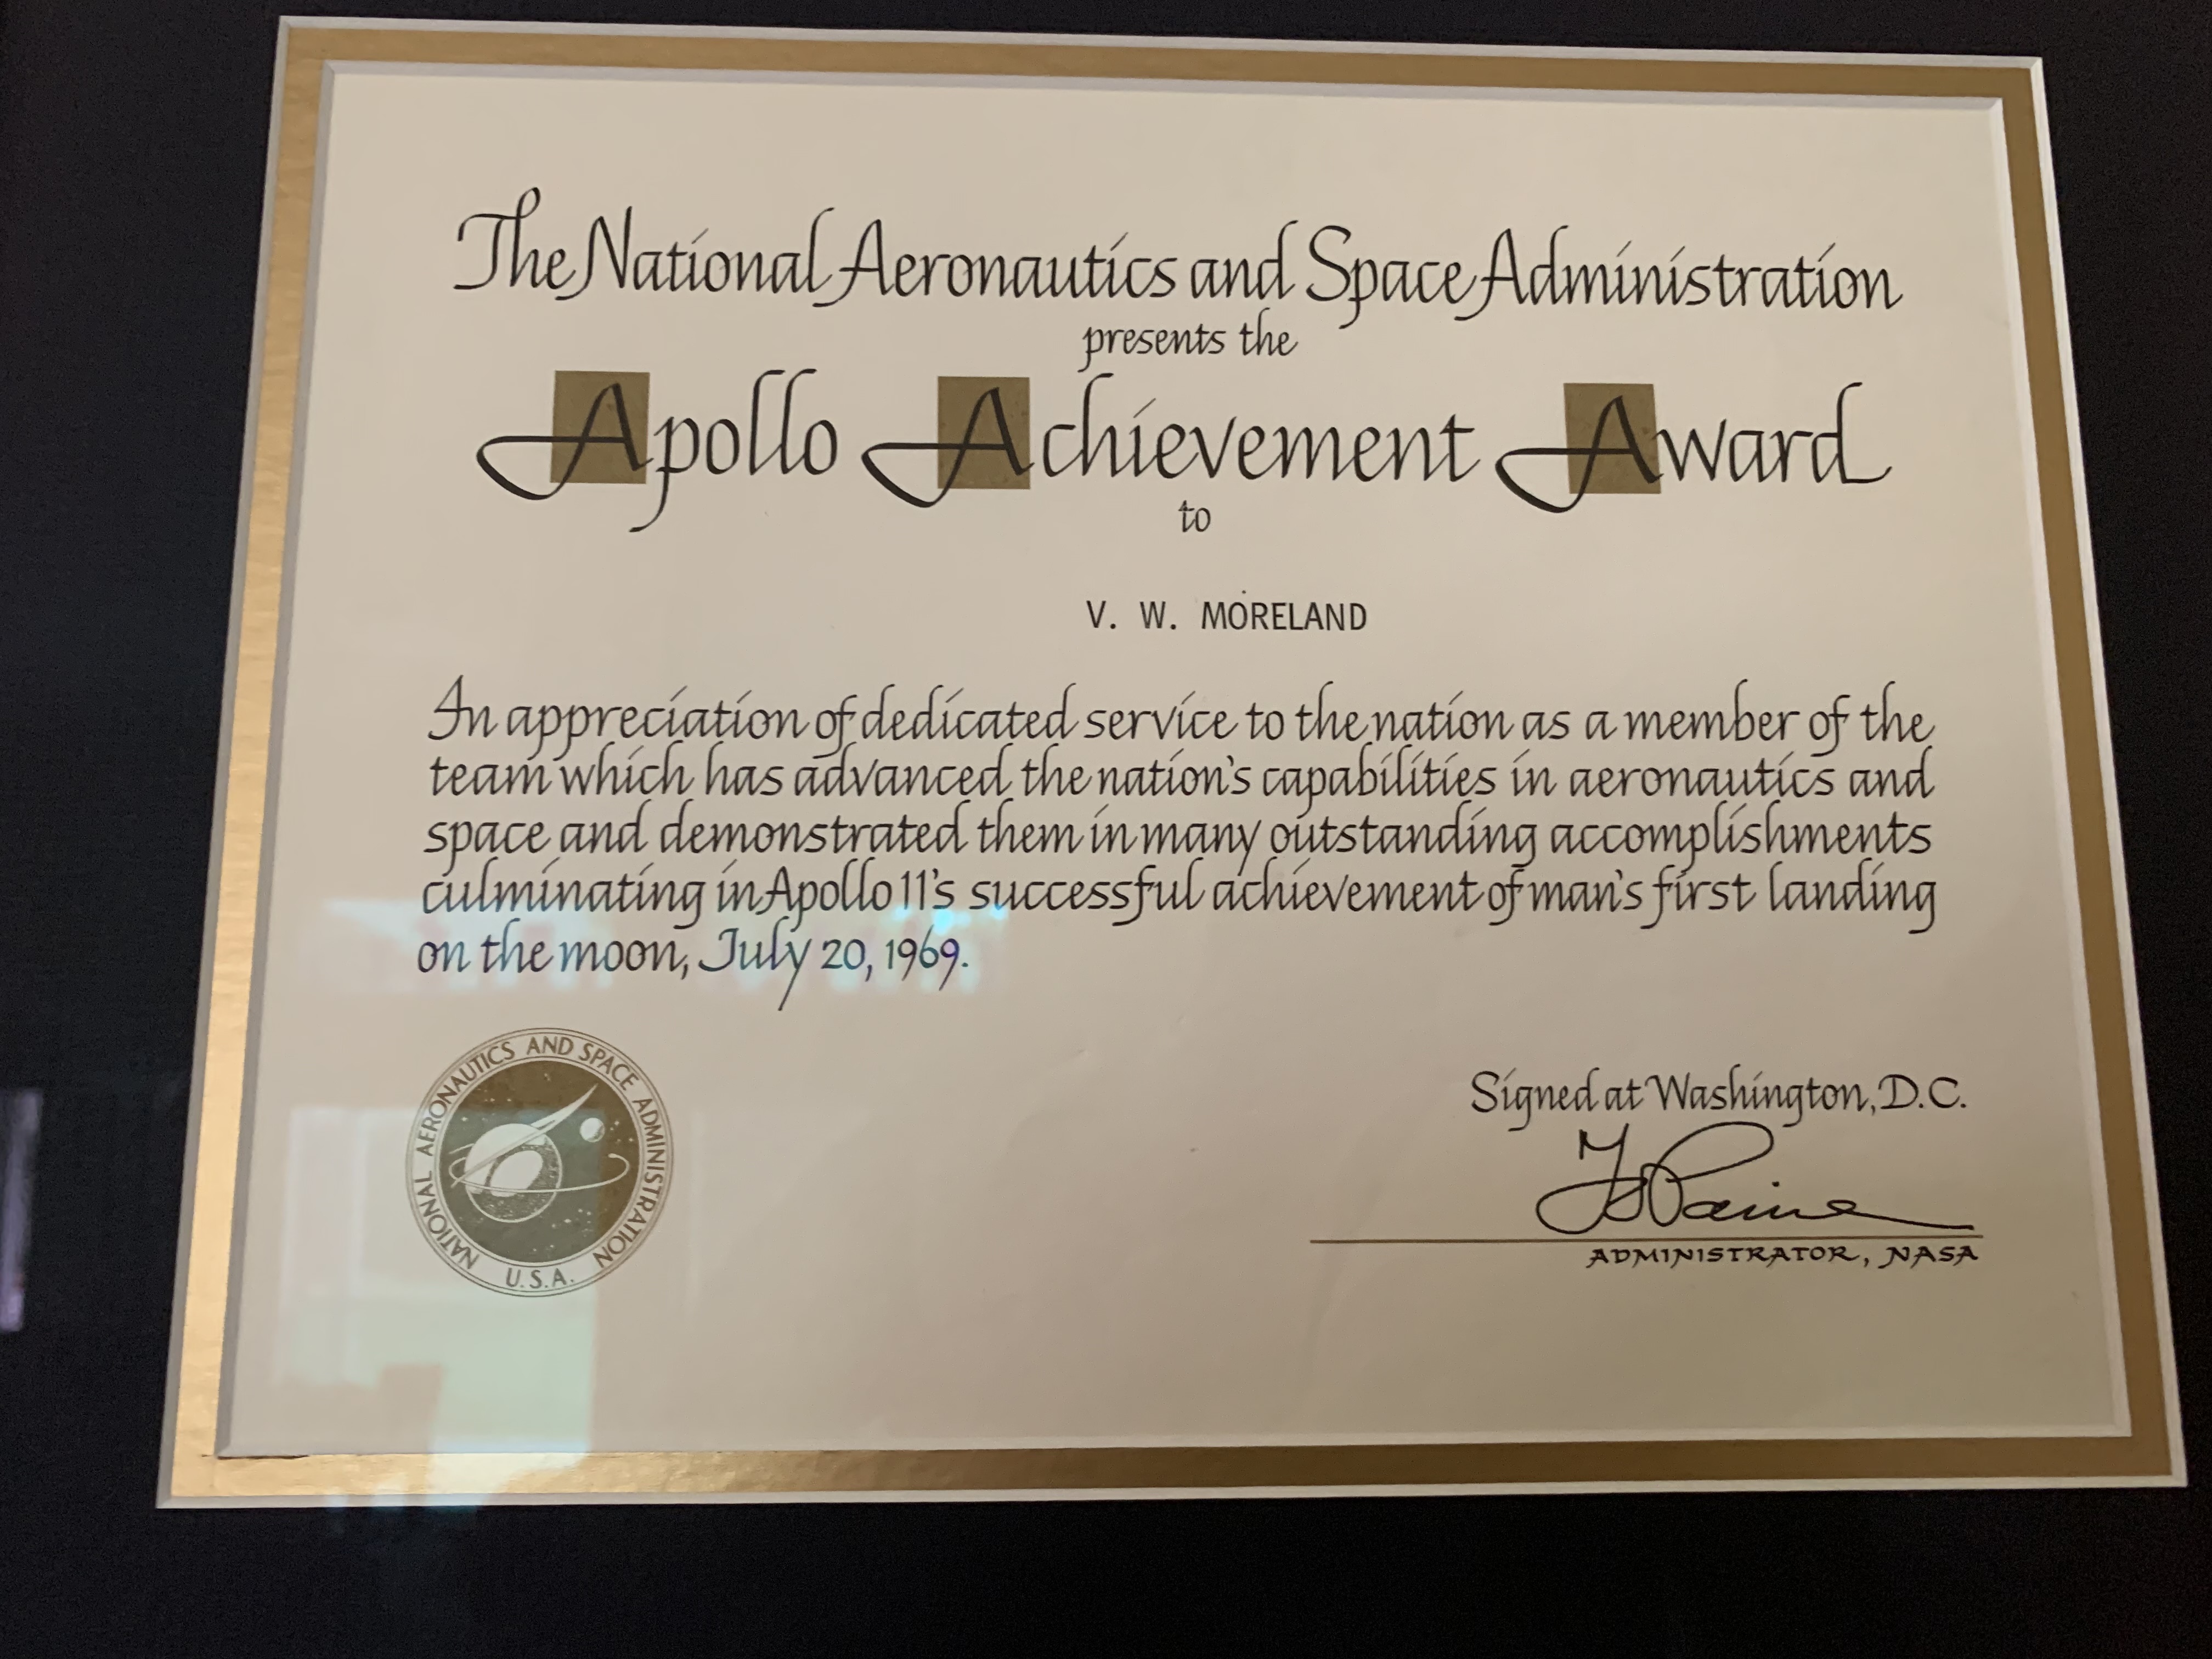 The National Aeronautics and Space Administration
presents the
Apollo Achievement Award
to
V. W. MORELAND
In appreciation of dedicated service to the nation as a member of the
team which has advanced the nation's capabilities in aeronautics and
space and demonstrated them in many outstanding accomplishments
culminating in Apollo 11's successful achievement of man's first landing
on the moon, July 20, 1969.
NATIONAL AERONAUTICS AND SPACE ADMINISTRATION
U.S.A.
Signed at Washington, D.C.
TO Paine
ADMINISTRATOR, NASA